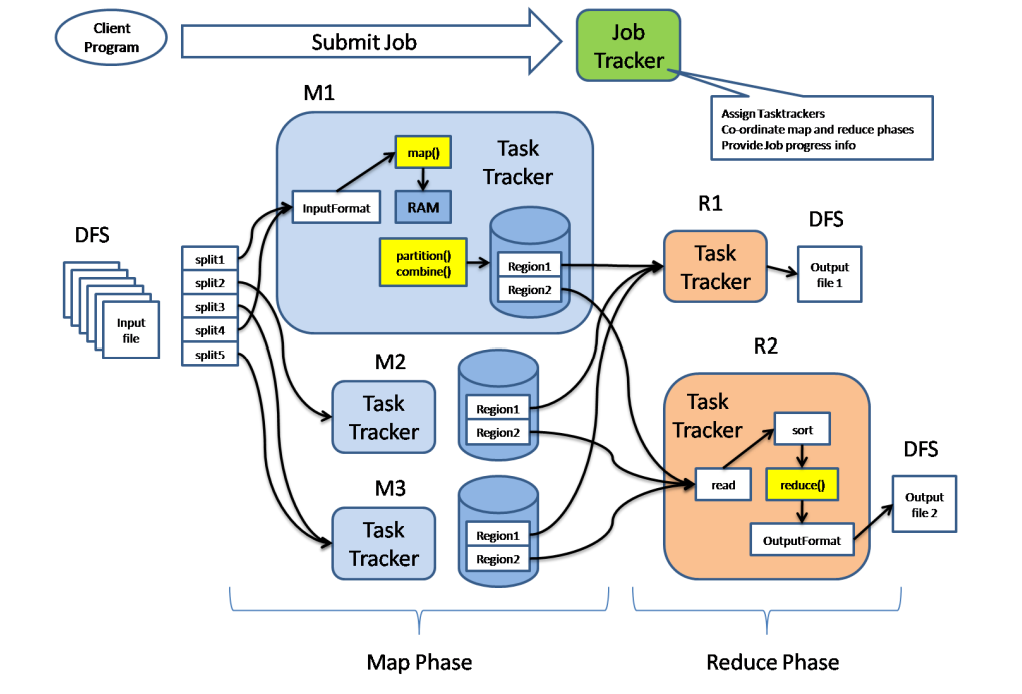 Client
Program
Submit Job
Job
Tracker
Assign Tasktrackers
Co-ordinate map and reduce phases
Provide Job progress info
M1
Task
Tracker
map()
InputFormat
RAM
partition()
combine()
Region1
Region2
DFS
Input
file
split1
split2
split3
split4
split5
M2
Task
Tracker
Region1
Region2
M3
Task
Tracker
Region1
Region2
R1
Task
Tracker
DFS
Output
file 1
R2
Task
Tracker
sort
read
reduce()
OutputFormat
DFS
Output
file 2
Map Phase
Reduce Phase